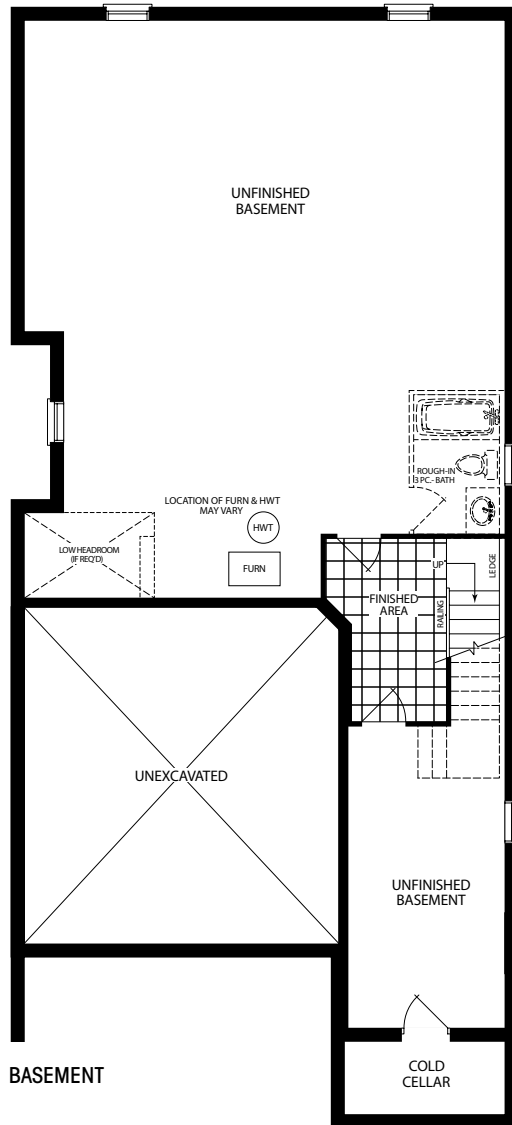 UNFINISHED
BASEMENT
ROUGH-IN
3 PC.- BATH
LOCATION OF FURN & HWT
MAY VARY
HWT
LOW HEADROOM
(IF REQ'D)
FURN
UP
LEDGE
FINISHED
AREA
RAILING
UNEXCAVATED
UNFINISHED
BASEMENT
COLD
CELLAR
BASEMENT